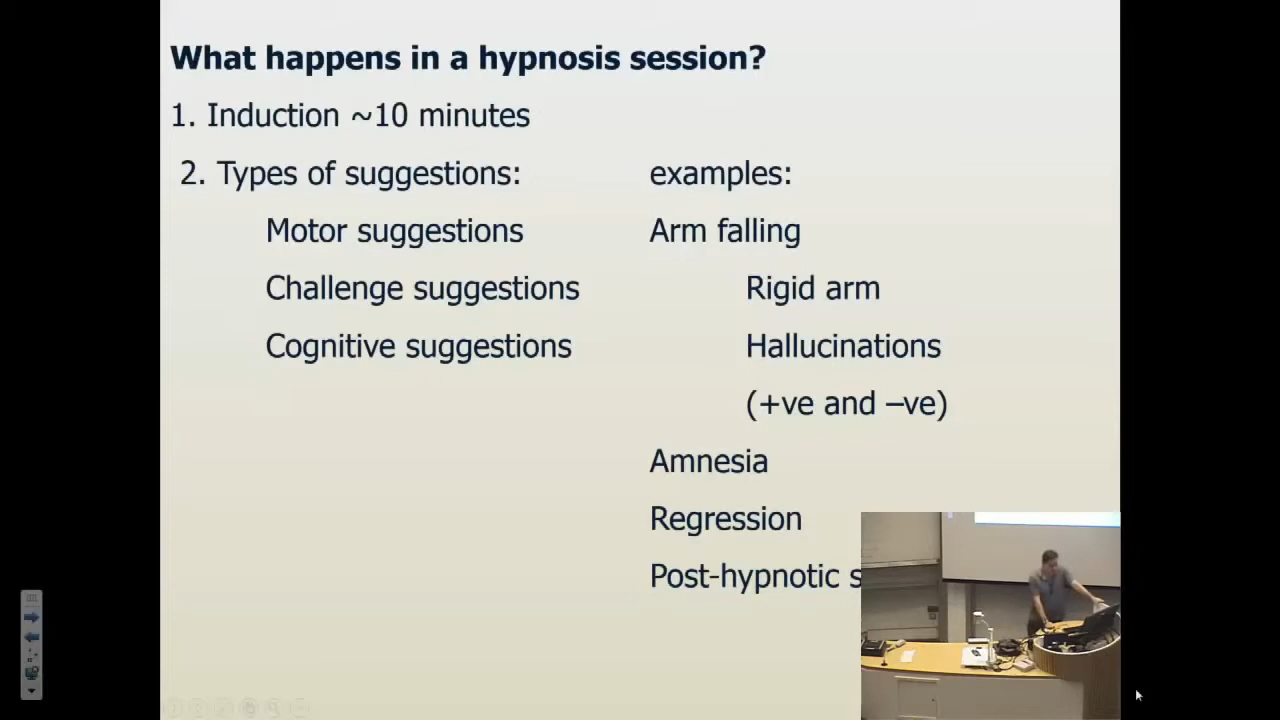 What happens in a hypnosis session?
1. Induction ~10 minutes
2. Types of suggestions: examples:
Motor suggestions Arm falling
Challenge suggestions Rigid arm
Cognitive suggestions Hallucinations
(+ve and –ve)
Amnesia
Regression
Post-hypnotic